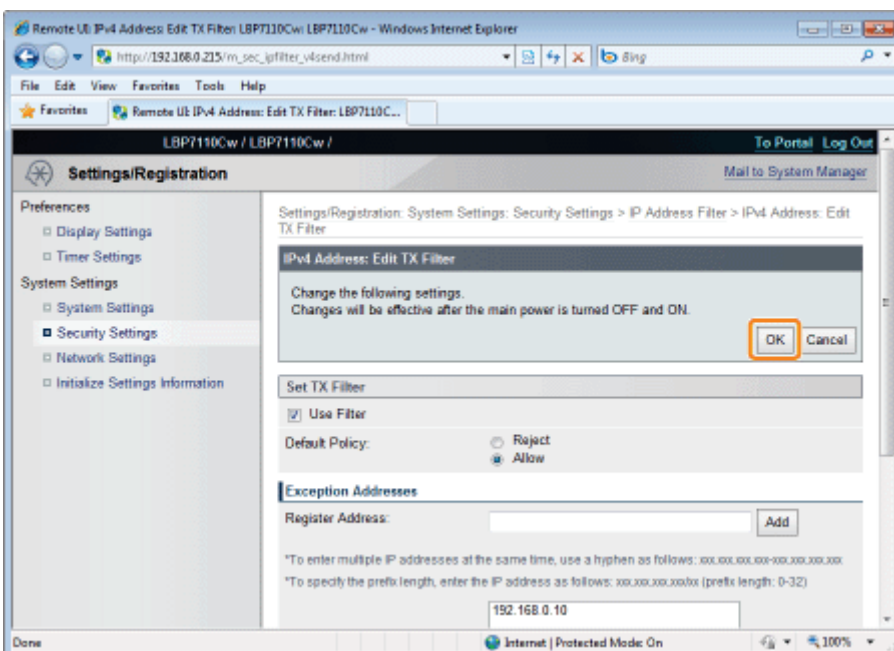 Remote UI: IPv4 Address: Edit TX Filter: LBP7110Cw: LBP7110Cw - Windows Internet Explorer
http://192.168.0.215/m_sec_ipfilter_v4send.html
Bing
File Edit View Favorites Tools Help
Favorites
Remote UI: IPv4 Address: Edit TX Filter: LBP7110C...
LBP7110Cw / LBP7110Cw /
To Portal Log Out
Settings/Registration
Mail to System Manager
Preferences
Display Settings
Timer Settings
System Settings
System Settings
Security Settings
Network Settings
Initialize Settings Information
Settings/Registration: System Settings: Security Settings > IP Address Filter > IPv4 Address: Edit
TX Filter
IPv4 Address: Edit TX Filter
Change the following settings.
Changes will be effective after the main power is turned OFF and ON.
OK Cancel
Set TX Filter
Use Filter
Default Policy:
Reject
Allow
Exception Addresses
Register Address:
Add
*To enter multiple IP addresses at the same time, use a hyphen as follows: xxx.xxx.xxx.xxx-xxx.xxx.xxx.xxx
*To specify the prefix length, enter the IP address as follows: xxx.xxx.xxx.xxx/xx (prefix length: 0-32)
192.168.0.10
Done
Internet | Protected Mode: On
100%